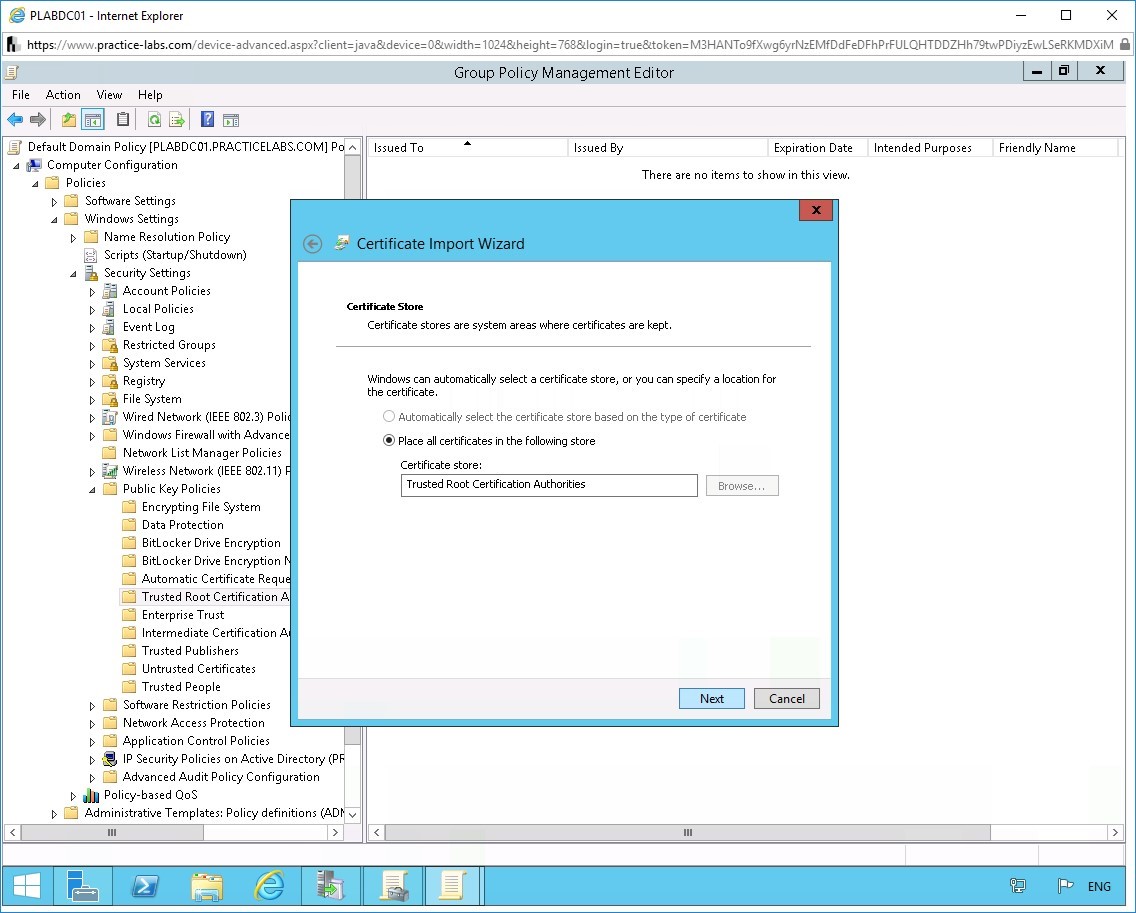 PLABDC01 - Internet Explorer
https://www.practice-labs.com/device-advanced.aspx?client=java&device=0&width=1024&height=768&login=true&token=M3HANTo9fXwg6yrNzEMfDdFeDFhPrFULQHTDDZHh79twPDiyzEwLSeRKMDXiM
Group Policy Management Editor
File Action View Help
Default Domain Policy [PLABDC01.PRACTICELABS.COM] Po
Computer Configuration
Policies
Software Settings
Windows Settings
Name Resolution Policy
Scripts (Startup/Shutdown)
Security Settings
Account Policies
Local Policies
Event Log
Restricted Groups
System Services
Registry
File System
Wired Network (IEEE 802.3) Polic
Windows Firewall with Advance
Network List Manager Policies
Wireless Network (IEEE 802.11) P
Public Key Policies
Encrypting File System
Data Protection
BitLocker Drive Encryption
BitLocker Drive Encryption N
Automatic Certificate Reque
Trusted Root Certification A
Enterprise Trust
Intermediate Certification Au
Trusted Publishers
Untrusted Certificates
Trusted People
Software Restriction Policies
Network Access Protection
Application Control Policies
IP Security Policies on Active Directory (PR
Advanced Audit Policy Configuration
Policy-based QoS
Administrative Templates: Policy definitions (ADM
Issued To Issued By Expiration Date Intended Purposes Friendly Name
There are no items to show in this view.
Certificate Import Wizard
Certificate Store
Certificate stores are system areas where certificates are kept.
Windows can automatically select a certificate store, or you can specify a location for
the certificate.
Automatically select the certificate store based on the type of certificate
Place all certificates in the following store
Certificate store:
Trusted Root Certification Authorities
Browse...
Next Cancel
ENG